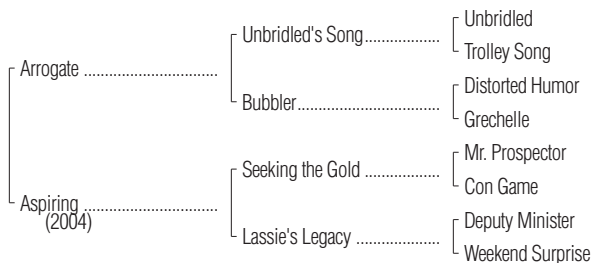 Unbridled
Unbridled's Song..................
Trolley Song
Arrogate ...............................
Distorted Humor
Bubbler.................................
Grechelle
Mr. Prospector
Seeking the Gold ..................
Con Game
Aspiring ...............................
(2004)
Deputy Minister
Lassie's Legacy ...................
Weekend Surprise